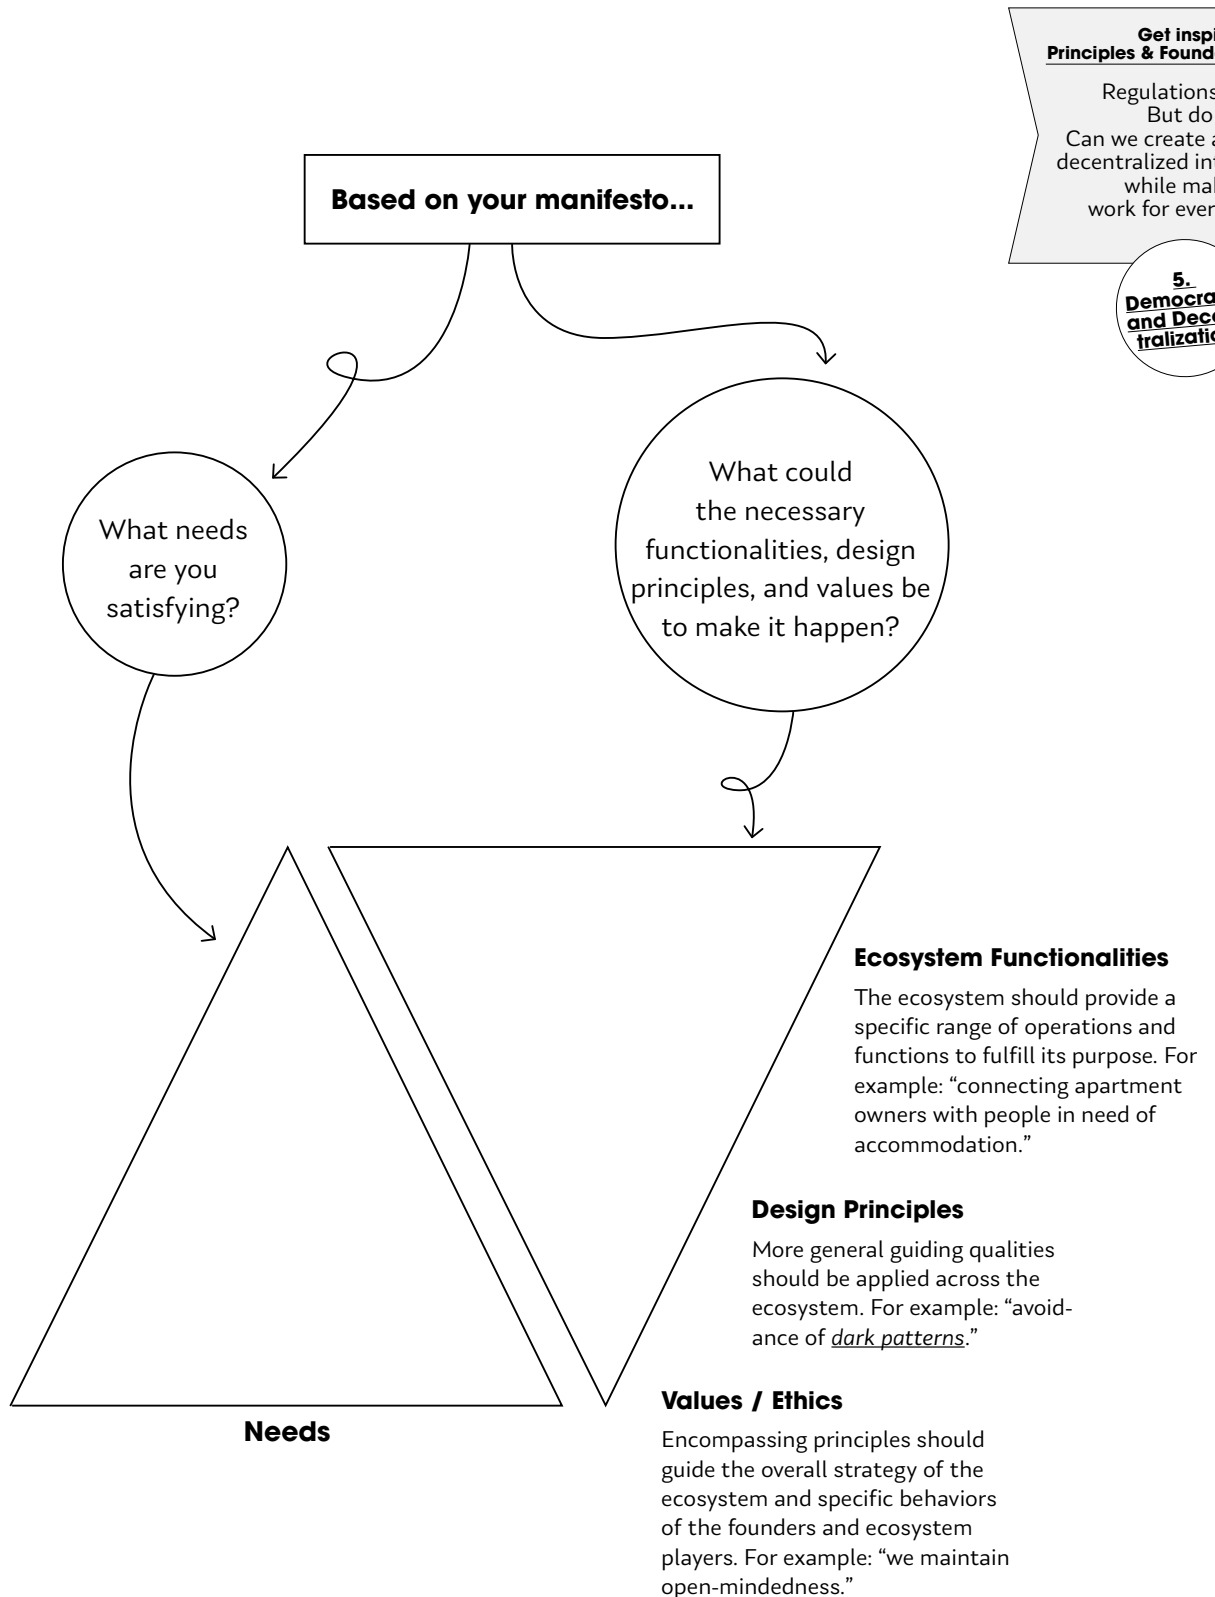 Get inspi
Principles & Found
Regulations
But do
Can we create a
decentralized int
while mal
work for ever
5.
Democra
and Dece
tralizatio
Based on your manifesto...
What needs
are you
satisfying?
What could
the necessary
functionalities, design
principles, and values be
to make it happen?
Ecosystem Functionalities
The ecosystem should provide a
specific range of operations and
functions to fulfill its purpose. For
example: “connecting apartment
owners with people in need of
accommodation.”
Design Principles
More general guiding qualities
should be applied across the
ecosystem. For example: “avoid-
ance of dark patterns.”
Values / Ethics
Encompassing principles should
guide the overall strategy of the
ecosystem and specific behaviors
of the founders and ecosystem
players. For example: “we maintain
open-mindedness.”
Needs